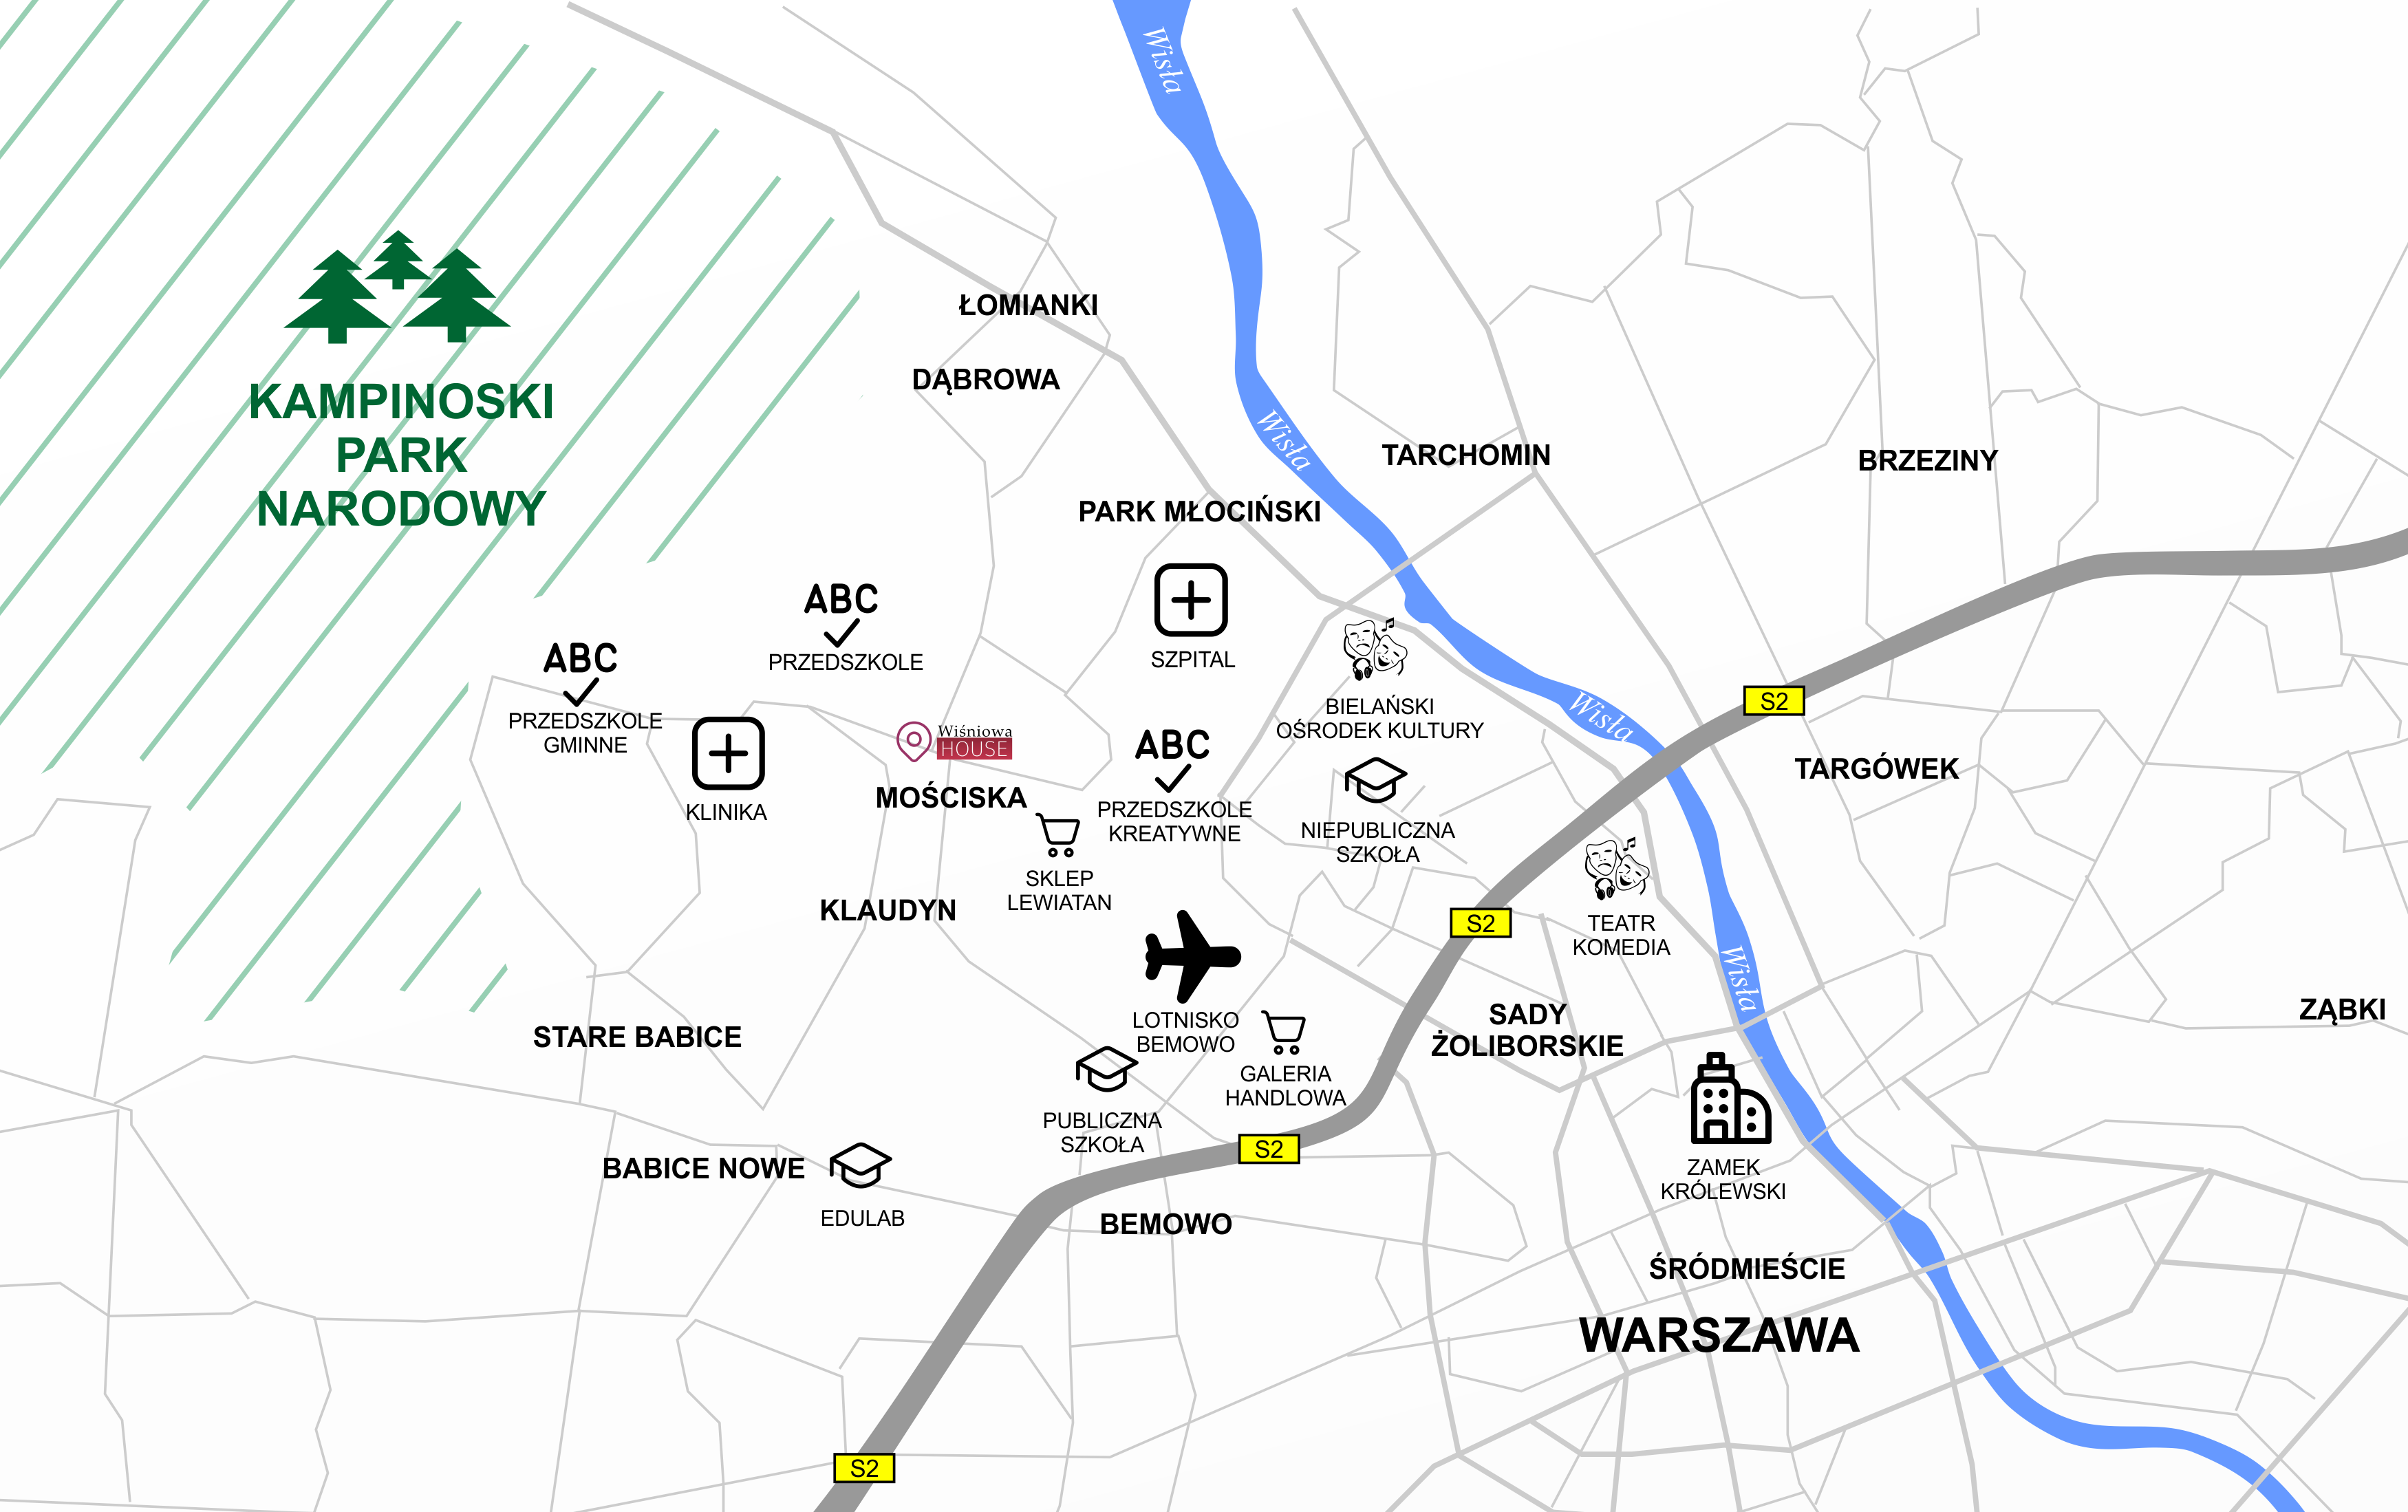 Wisła
ŁOMIANKI
DĄBROWA
KAMPINOSKI
PARK
NARODOWY
Wisła
TARCHOMIN
BRZEZINY
PARK MŁOCIŃSKI
ABC
PRZEDSZKOLE
ABC
PRZEDSZKOLE
GMINNE
SZPITAL
BIELAŃSKI
OŚRODEK KULTURY
Wisła
S2
KLINIKA
Wiśniowa
HOUSE
MOŚCISKA
ABC
PRZEDSZKOLE
KREATYWNE
TARGÓWEK
NIEPUBLICZNA
SZKOŁA
SKLEP
LEWIATAN
KLAUDYN
S2
TEATR
KOMEDIA
Wisła
STARE BABICE
LOTNISKO
BEMOWO
SADY
ŻOLIBORSKIE
ZĄBKI
GALERIA
HANDLOWA
PUBLICZNA
SZKOŁA
S2
BABICE NOWE
EDULAB
BEMOWO
ZAMEK
KRÓLEWSKI
ŚRÓDMIEŚCIE
WARSZAWA
S2